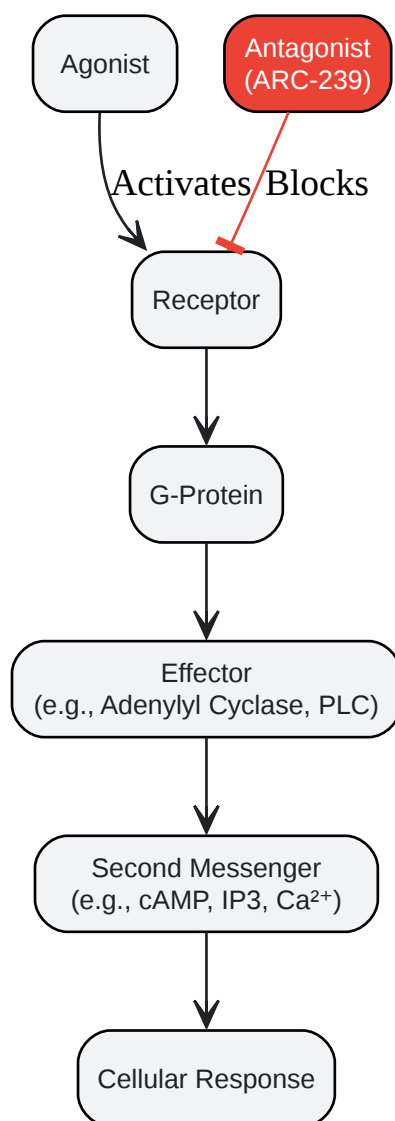 Agonist
Antagonist
(ARC-239)
Activates
Blocks
Receptor
G-Protein
Effector
(e.g., Adenylyl Cyclase, PLC)
Second Messenger
(e.g., cAMP, IP3, Ca²⁺)
Cellular Response